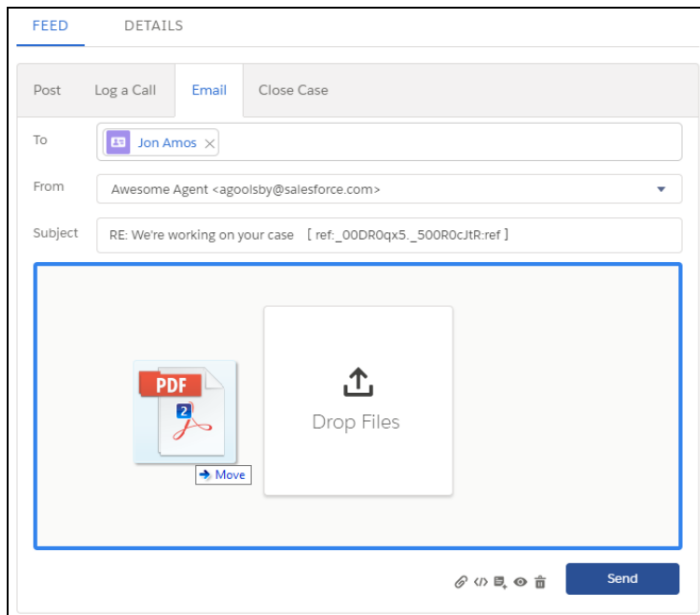 FEED DETAILS
Post Log a Call Email Close Case
To Jon Amos
From Awesome Agent <agoolsby@salesforce.com>
Subject RE: We're working on your case [ ref:_00DR0qx5._500R0cJtR:ref ]
PDF
2
Drop Files
Move
Send